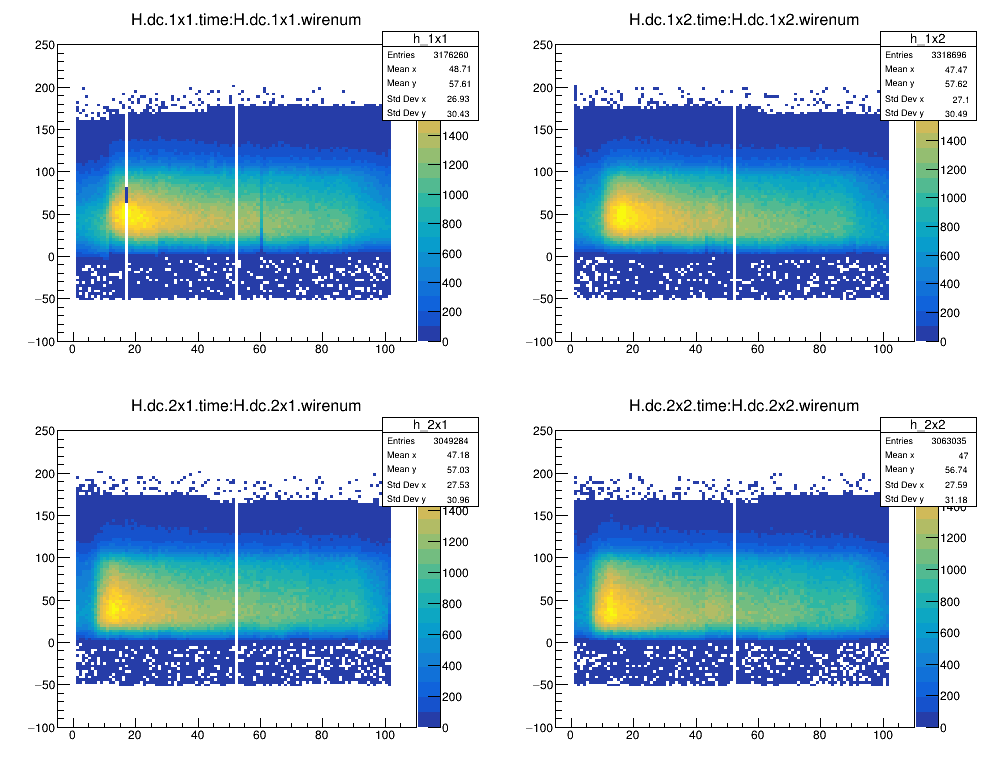 H.dc.1x1.time:H.dc.1x1.wirenum
h_1x1
Entries 3176260
Mean x 48.71
Mean y 57.61
Std Dev x 26.93
Std Dev y 30.43
250
200
150
100
50
0
−50
−100
0 20 40 60 80 100
1400
1200
1000
800
600
400
200
0
H.dc.1x2.time:H.dc.1x2.wirenum
h_1x2
Entries 3318696
Mean x 47.47
Mean y 57.62
Std Dev x 27.1
Std Dev y 30.49
250
200
150
100
50
0
−50
−100
0 20 40 60 80 100
1400
1200
1000
800
600
400
200
0
H.dc.2x1.time:H.dc.2x1.wirenum
h_2x1
Entries 3049284
Mean x 47.18
Mean y 57.03
Std Dev x 27.53
Std Dev y 30.96
250
200
150
100
50
0
−50
−100
0 20 40 60 80 100
1400
1200
1000
800
600
400
200
0
H.dc.2x2.time:H.dc.2x2.wirenum
h_2x2
Entries 3063035
Mean x 47
Mean y 56.74
Std Dev x 27.59
Std Dev y 31.18
250
200
150
100
50
0
−50
−100
0 20 40 60 80 100
1400
1200
1000
800
600
400
200
0